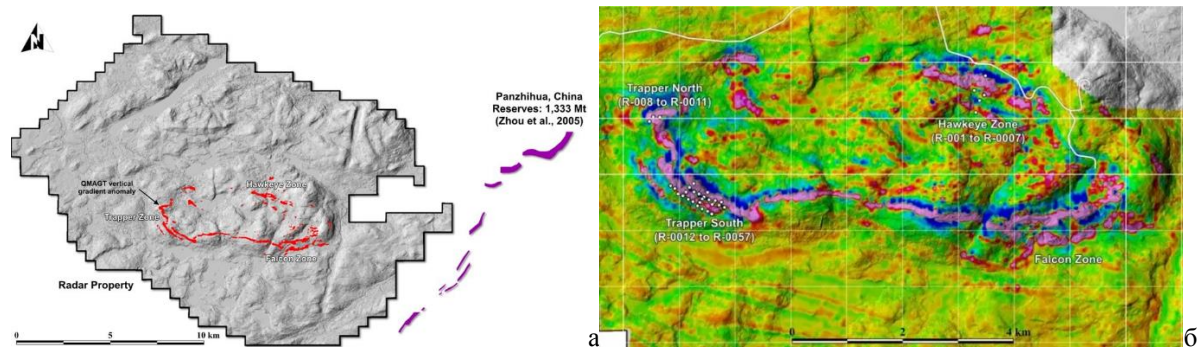 N
Panzhihua, China
Reserves: 1,333 Mt
(Zhou et al., 2005)
QMAGT vertical
gradient anomaly
Hawkeye Zone
Trapper Zone
Falcon Zone
Radar Property
0 5 10 km
а
Trapper North
(R-008 to R-0011)
Hawkeye Zone
(R-001 to R-0007)
Trapper South
(R-0012 to R-0057)
Falcon Zone
0 2 4 km
б